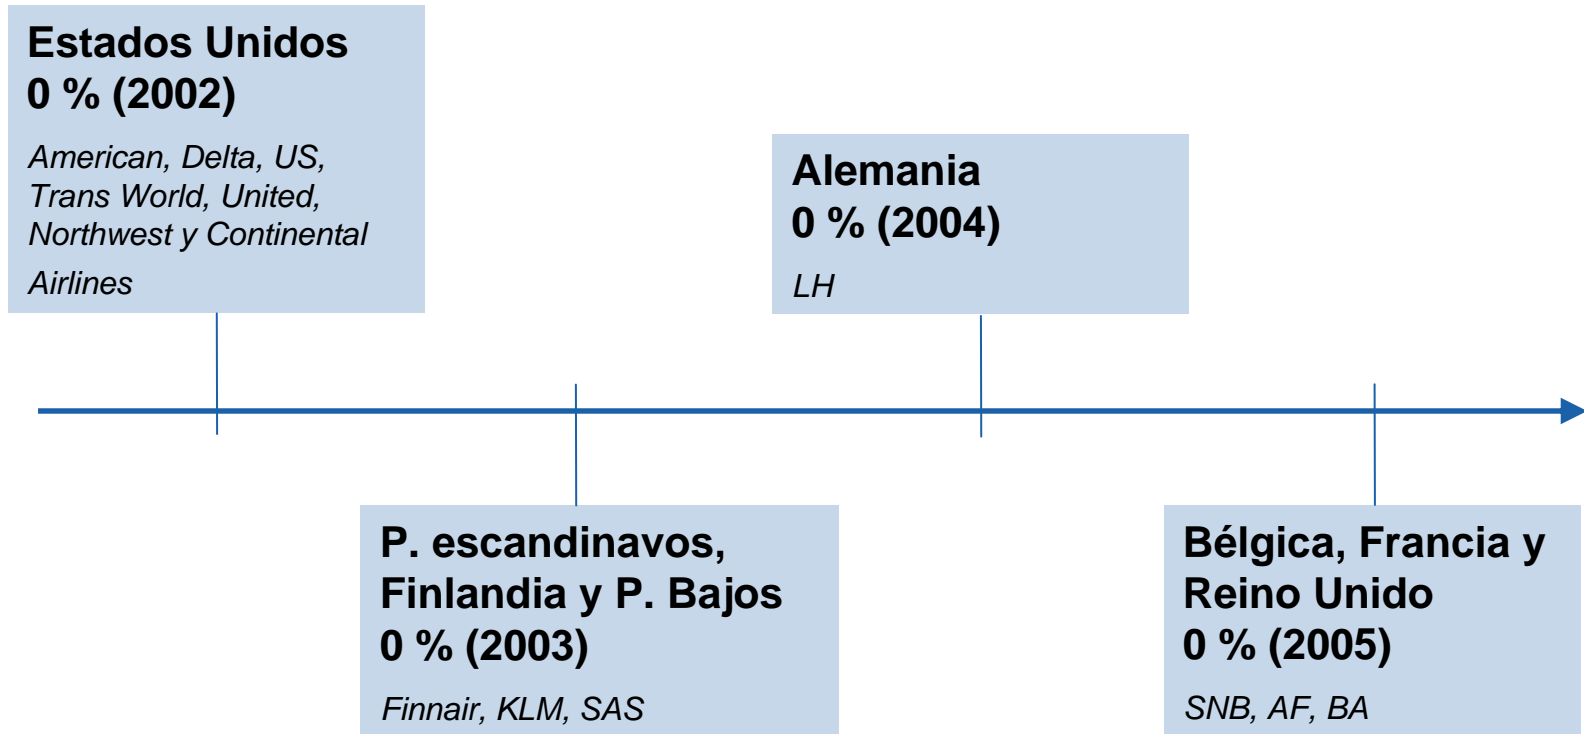 Estados Unidos
0 % (2002)
American, Delta, US,
Trans World, United,
Northwest y Continental
Airlines
Alemania
0 % (2004)
LH
P. escandinavos,
Finlandia y P. Bajos
0 % (2003)
Finnair, KLM, SAS
Bélgica, Francia y
Reino Unido
0 % (2005)
SNB, AF, BA